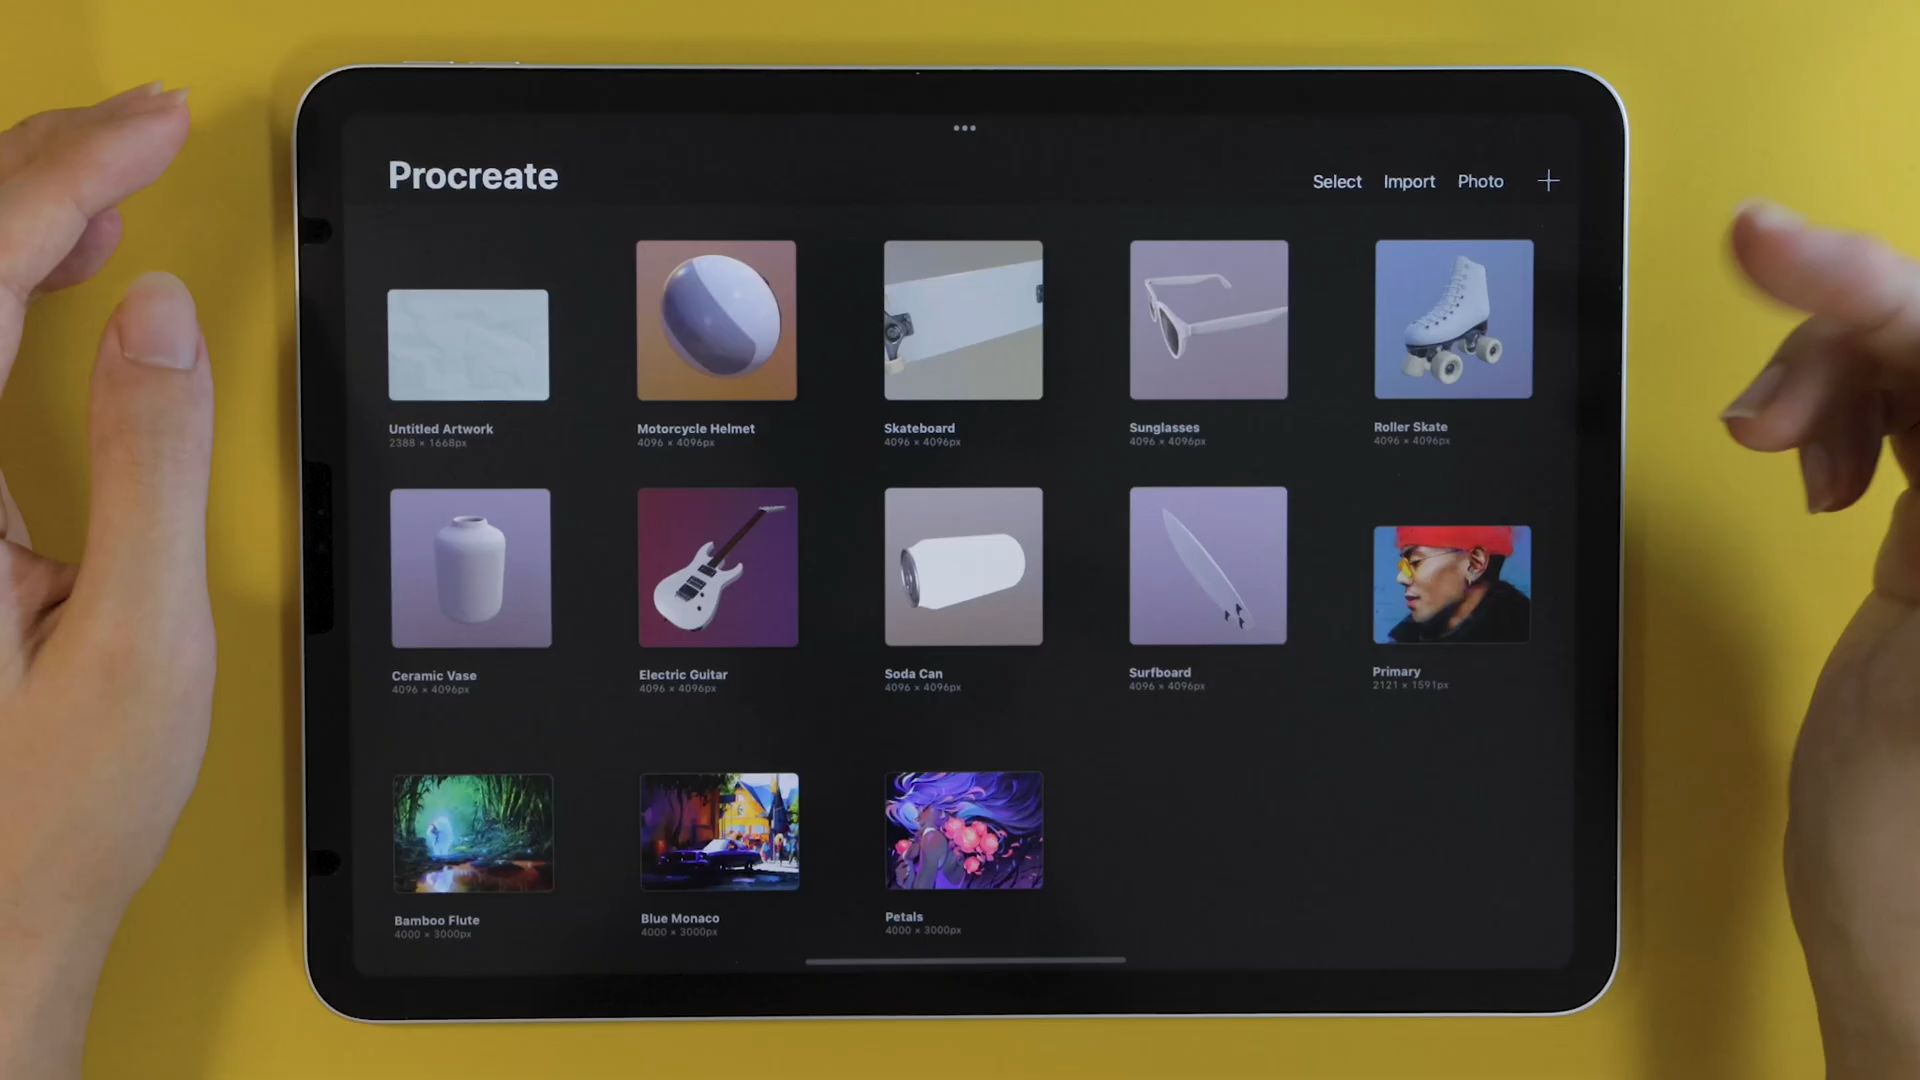 Procreate
Select Import Photo
Untitled Artwork
2388 × 1668px
Motorcycle Helmet
4096 × 4096px
Skateboard
4096 × 4096px
Sunglasses
4096 × 4096px
Roller Skate
4096 × 4096px
Ceramic Vase
4096 × 4096px
Electric Guitar
4096 × 4096px
Soda Can
4096 × 4096px
Surfboard
4096 × 4096px
Primary
2121 × 1591px
Bamboo Flute
4000 × 3000px
Blue Monaco
4000 × 3000px
Petals
4000 × 3000px